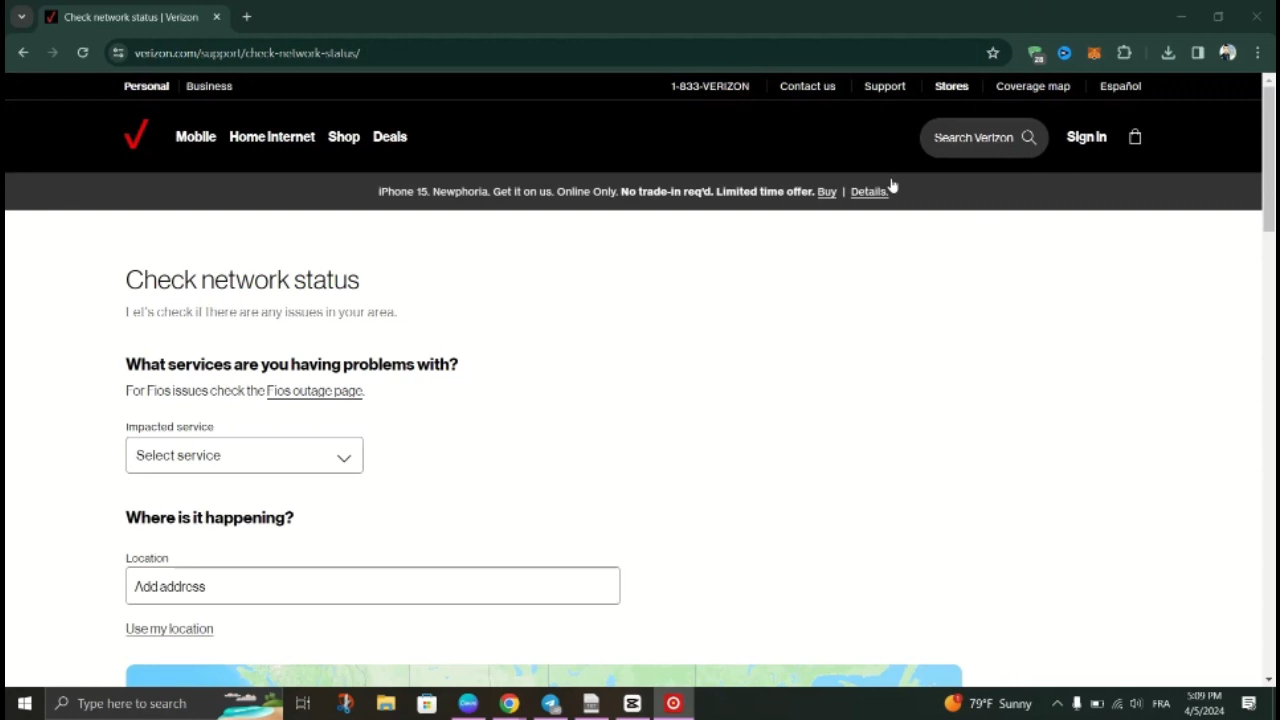 Check network status | Verizon
verizon.com/support/check-network-status/
28
Personal Business 1-833-VERIZON Contact us Support Stores Coverage map Español
Mobile Home Internet Shop Deals Search Verizon Sign in
iPhone 15. Newphoria. Get it on us. Online Only. No trade-in req'd. Limited time offer. Buy | Details.
Check network status
Let's check if there are any issues in your area.
What services are you having problems with?
For Fios issues check the Fios outage page.
Impacted service
Select service
Where is it happening?
Location
Add address
Use my location
Type here to search 79°F Sunny FRA
5:09 PM
4/5/2024